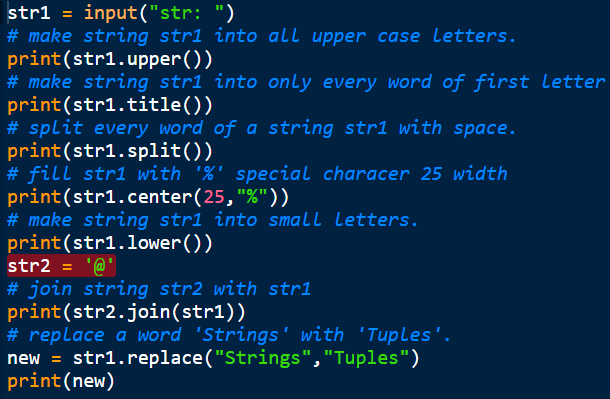 str1 = input("str: ")
# make string str1 into all upper case letters.
print(str1.upper())
# make string str1 into only every word of first letter
print(str1.title())
# split every word of a string str1 with space.
print(str1.split())
# fill str1 with '%' special characer 25 width
print(str1.center(25,"%"))
# make string str1 into small letters.
print(str1.lower())
str2 = '@'
# join string str2 with str1
print(str2.join(str1))
# replace a word 'Strings' with 'Tuples'.
new = str1.replace("Strings","Tuples")
print(new)